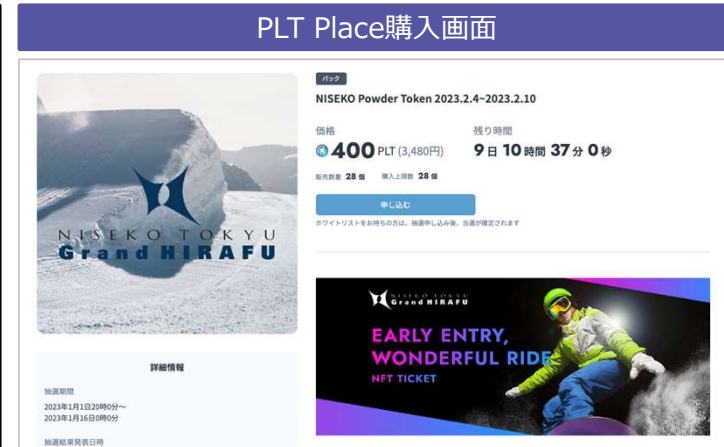 PLT Place購入画面
パック
NISEKO Powder Token 2023.2.4~2023.2.10
価格
残り時間
400 PLT (3,480円)
9日 10時間 37分 0秒
販売数量 28個 購入上限数 28個
申し込む
ホワイトリストをお持ちの方は、抽選申し込み後、当選が確定されます
NISEKO TOKYU
Grand HIRAFU
NISEKO TOKYU
Grand HIRAFU
EARLY ENTRY,
WONDERFUL RIDE
NFT TICKET
詳細情報
抽選期間
2023年1月1日20時0分~
2023年1月16日0時0分
抽選結果発表日時